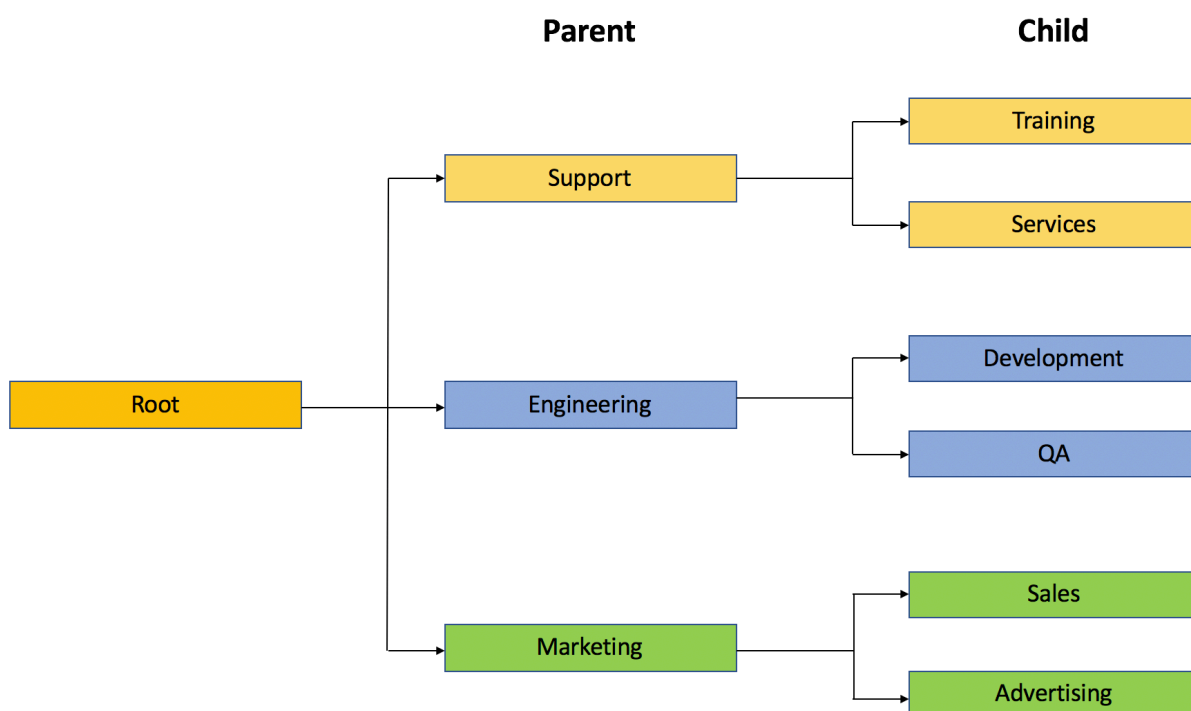 Parent
Child
Training
Support
Services
Development
Root
Engineering
QA
Sales
Marketing
Advertising